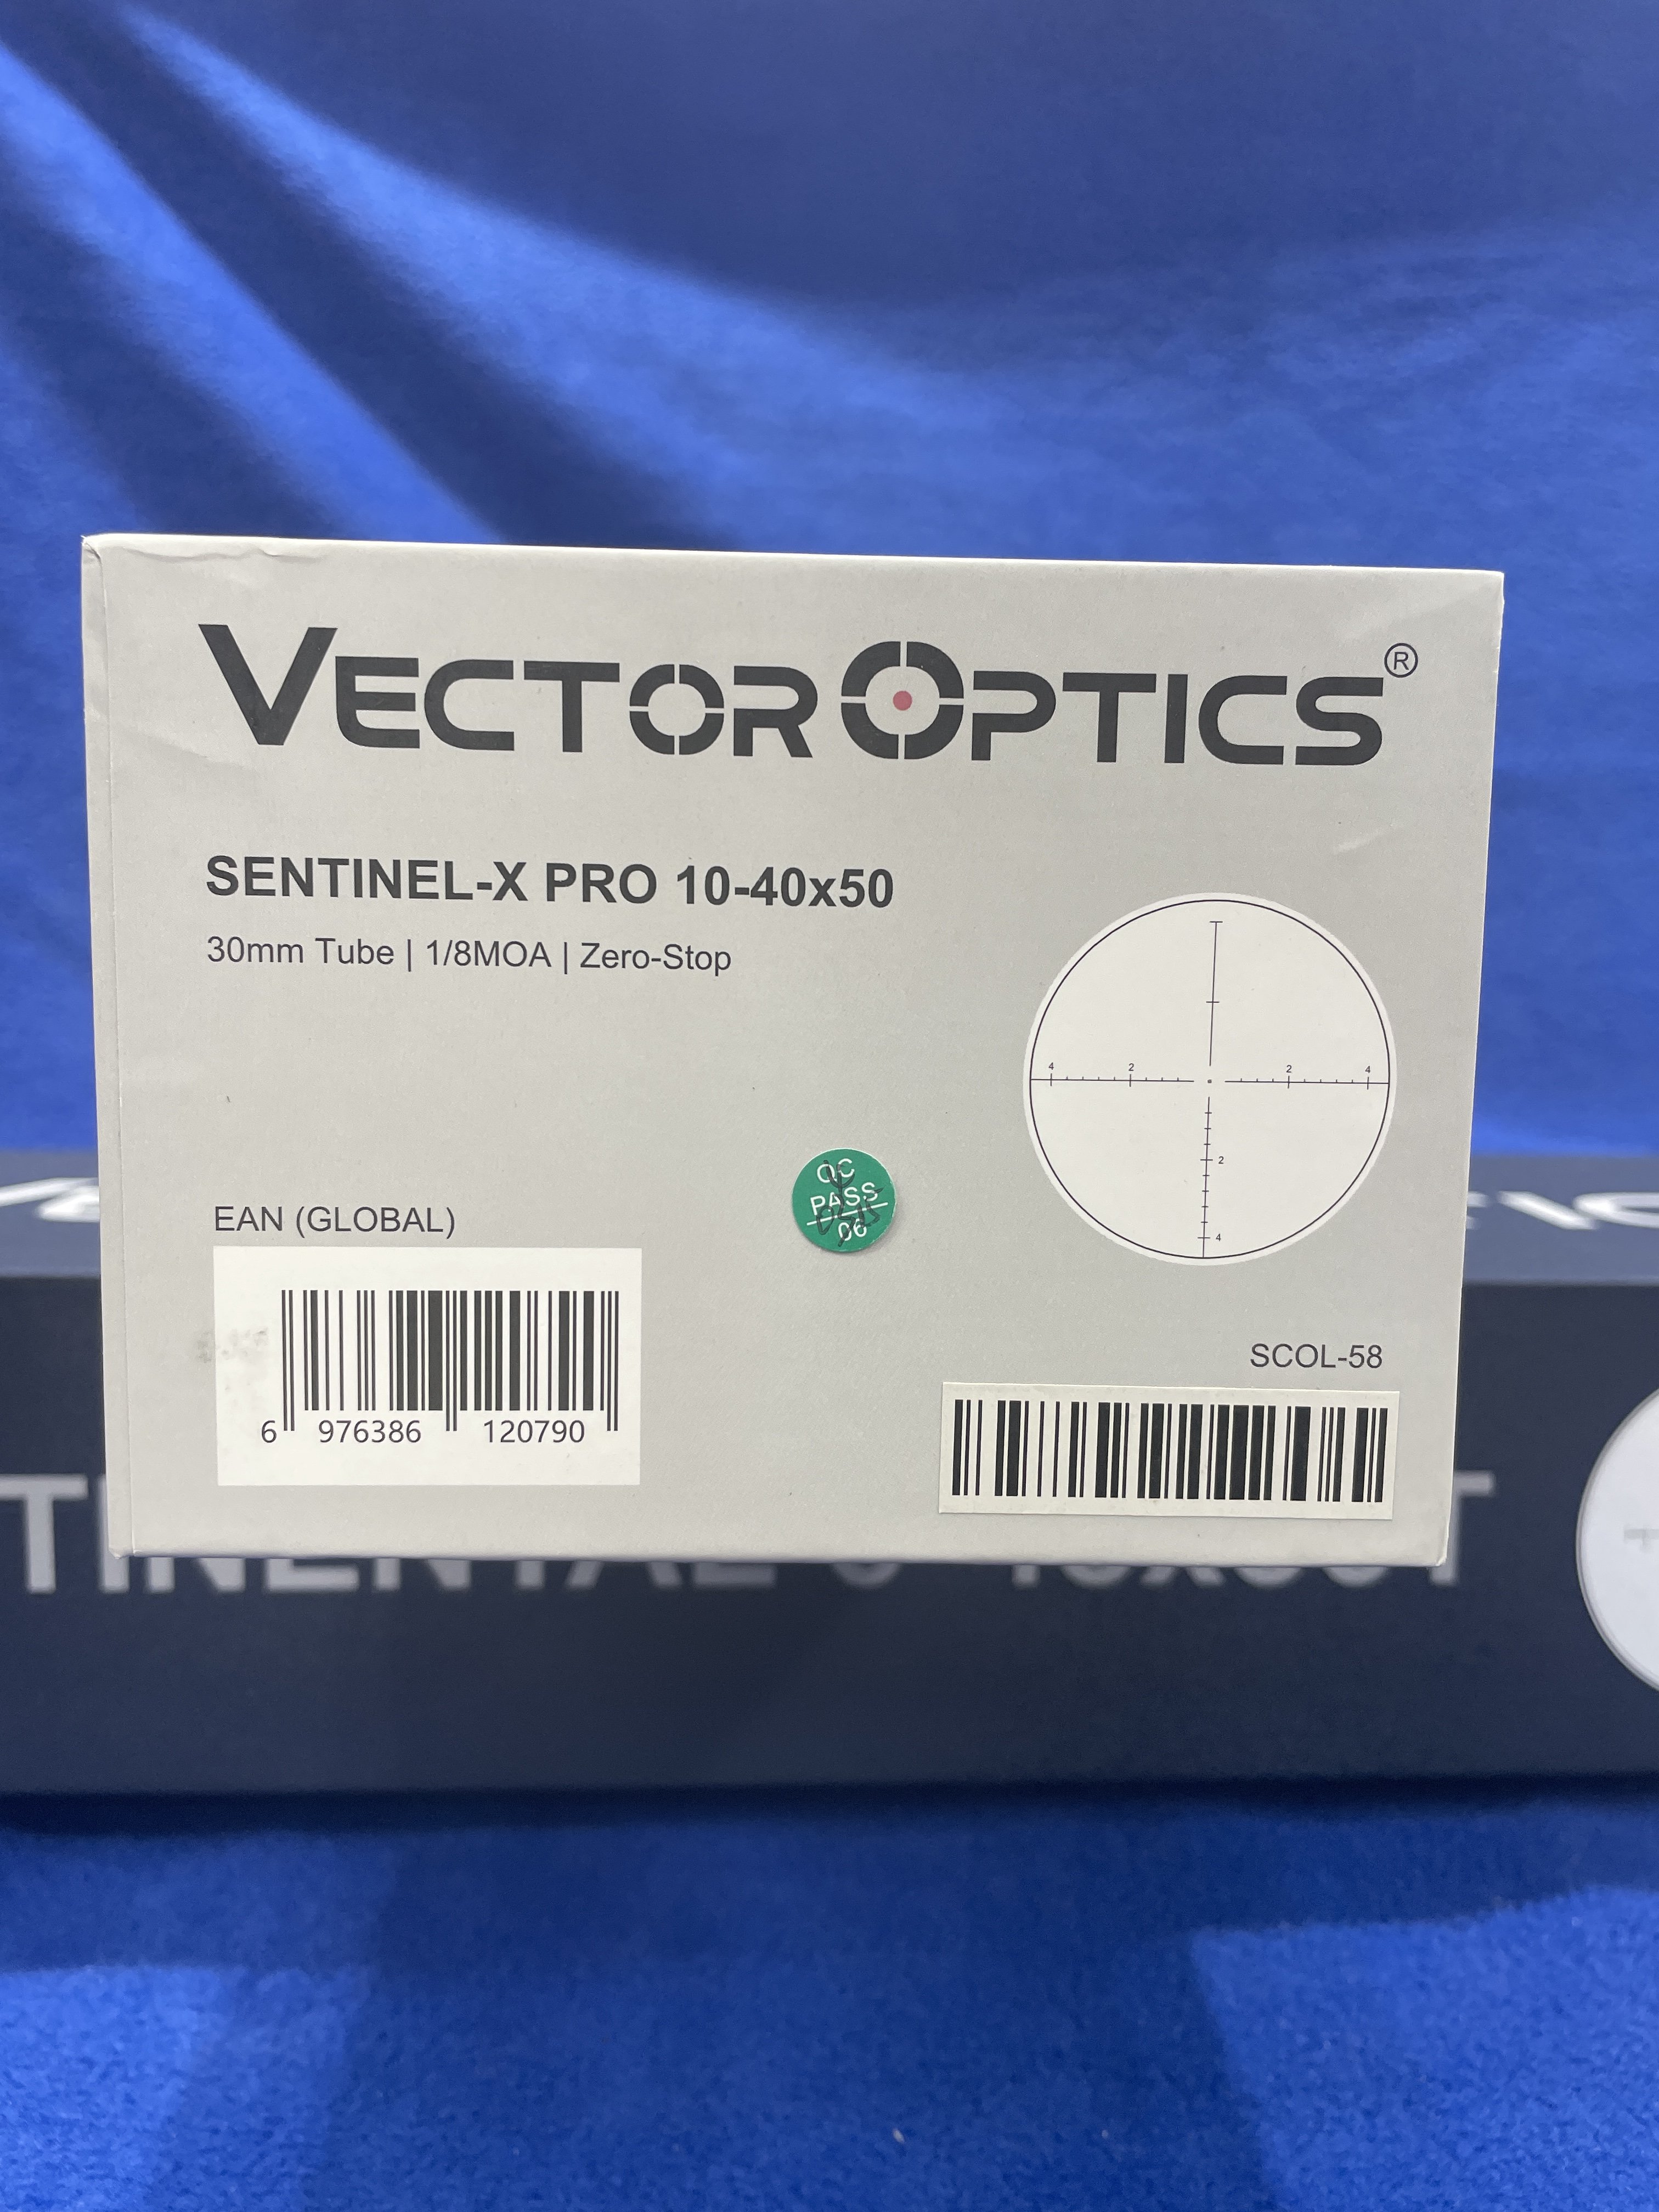 VECTOR OPTICS®
SENTINEL-X PRO 10-40x50
30mm Tube | 1/8MOA | Zero-Stop
4 2 2 4
2
4
QC
PASS
06
EAN (GLOBAL)
6 976386 120790
SCOL-58